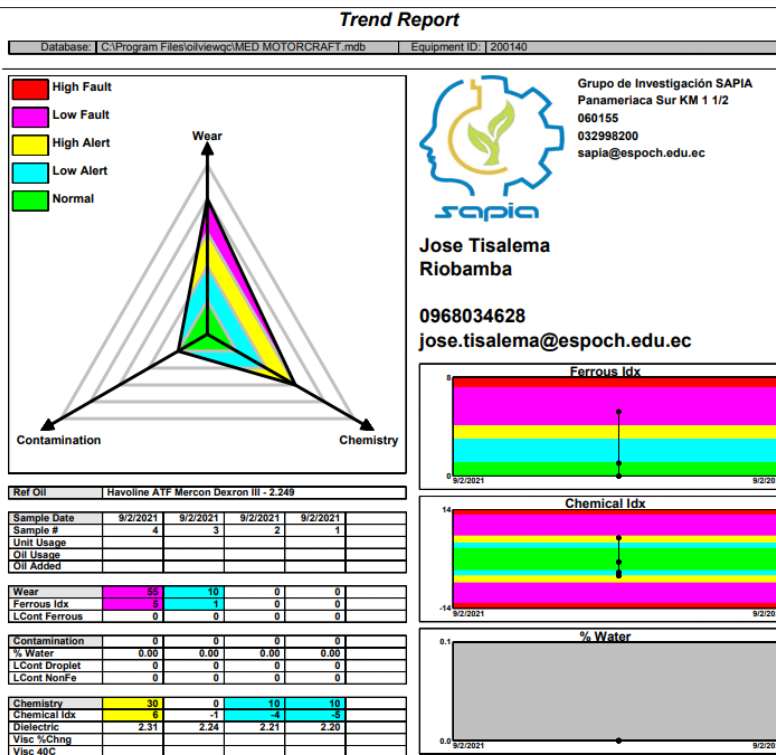 Trend Report
Database: C:\Program Files\oilviewqc\MED MOTORCRAFT.mdb Equipment ID: 200140
High Fault
Low Fault
High Alert
Low Alert
Normal
Wear
Contamination
Chemistry
Grupo de Investigación SAPIA
Panameriaca Sur KM 1 1/2
060155
032998200
sapia@espoch.edu.ec
sapia
Jose Tisalema
Riobamba
0968034628
jose.tisalema@espoch.edu.ec
Ref Oil Havoline ATF Mercon Dexron III - 2.249
Sample Date 9/2/2021 9/2/2021 9/2/2021 9/2/2021
Sample # 4 3 2 1
Unit Usage
Oil Usage
Oil Added
Wear 55 10 0 0
Ferrous Idx 5 1 0 0
LCont Ferrous 0 0 0 0
Contamination 0 0 0 0
% Water 0.00 0.00 0.00 0.00
LCont Droplet 0 0 0 0
LCont NonFe 0 0 0 0
Chemistry 30 0 10 10
Chemical Idx 6 -1 -4 -5
Dielectric 2.31 2.24 2.21 2.20
Visc %Chng
Visc 40C
Ferrous Idx
8
0
9/2/2021 9/2/20
Chemical Idx
14
-14
9/2/2021 9/2/20
% Water
0.1
0.0
9/2/2021 9/2/20